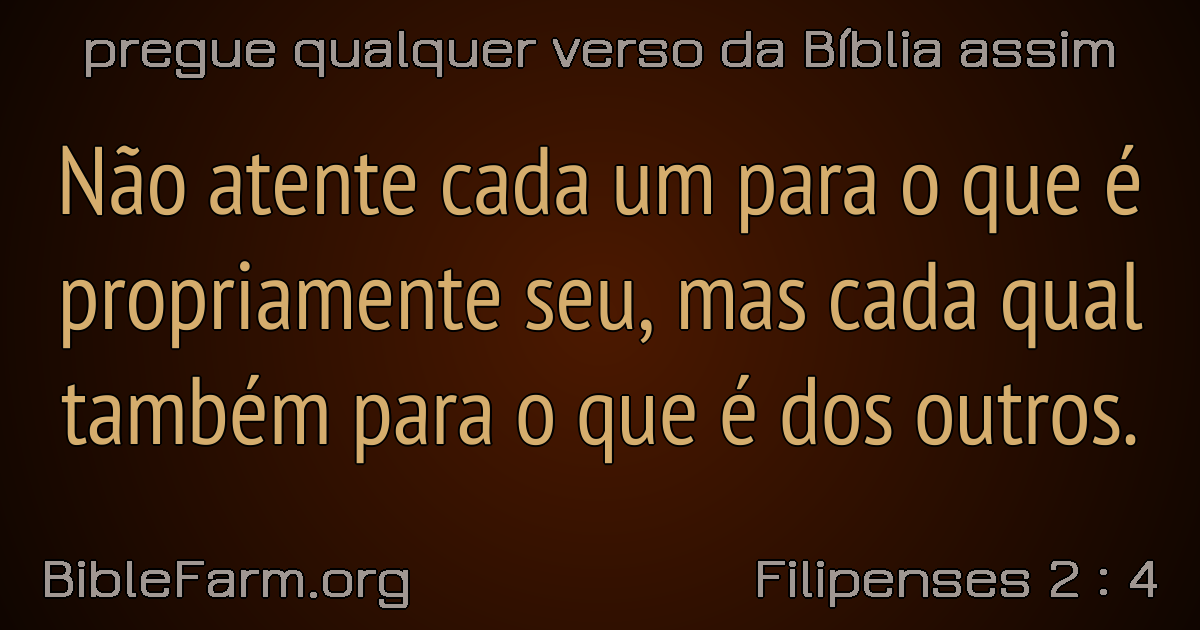 pregue qualquer verso da Bíblia assim
Não atente cada um para o que é
propriamente seu, mas cada qual
também para o que é dos outros.
BibleFarm.org
Filipenses 2 : 4